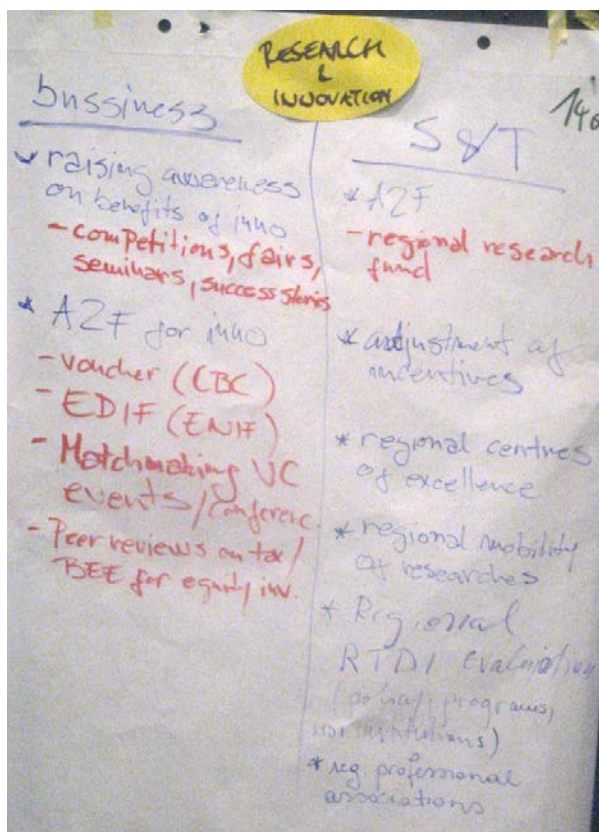 RESEARCH
&
INNOVATION
bussiness
raising awareness
on benefits of inno
- competitions, fairs,
seminars, success stories
* A2F for inno
- voucher (CBC)
- EDIF (ENIF)
- Matchmaking VC
events/conferenc.
- Peer reviews on tax/
BEE for equity inv.
S&T
* A2F
- regional research
fund
* adjustment of
incentives
* regional centres
of excellence
* regional mobility
of researches
* Regional
RTDI evaluation
(policy, programs,
institutions)
* reg. professional
associations